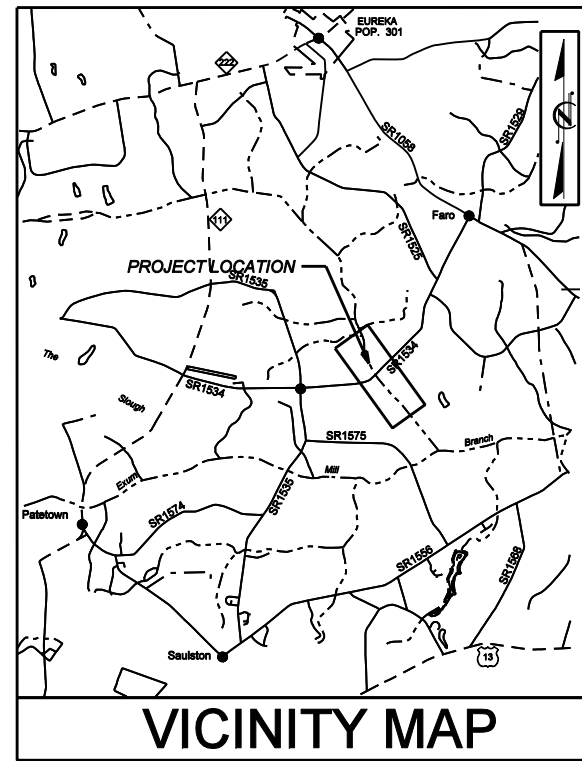 EUREKA
POP. 301
222
SR1058
SR1529
Faro
111
SR1525
PROJECT LOCATION
SR1535
The
SR1534
SR1534
Slough
SR1575
Branch
Mill
Exum
SR1535
Patetown
SR1574
SR1556
SR1568
Saulston
13
VICINITY MAP